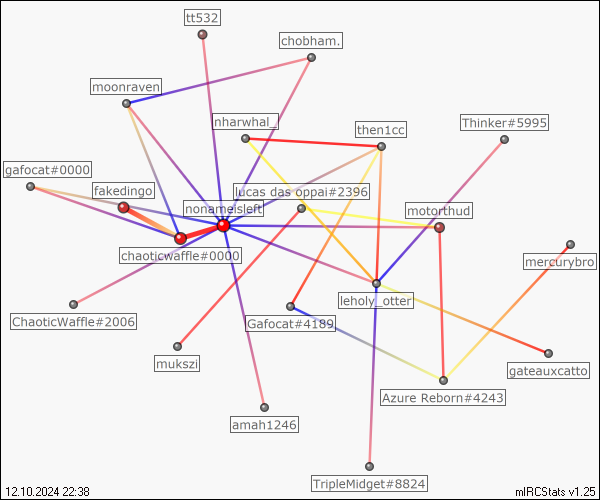 tt532
chobham.
moonraven
nharwhal_
then1cc
Thinker#5995
gafocat#0000
fakedingo
lucas das oppai#2396
nonameisleft
motorthud
chaoticwaffle#0000
mercurybro
leholy_otter
ChaoticWaffle#2006
Gafocat#4189
mukszi
gateauxcatto
Azure Reborn#4243
amah1246
TripleMidget#8824
12.10.2024 22:38
mIRCStats v1.25